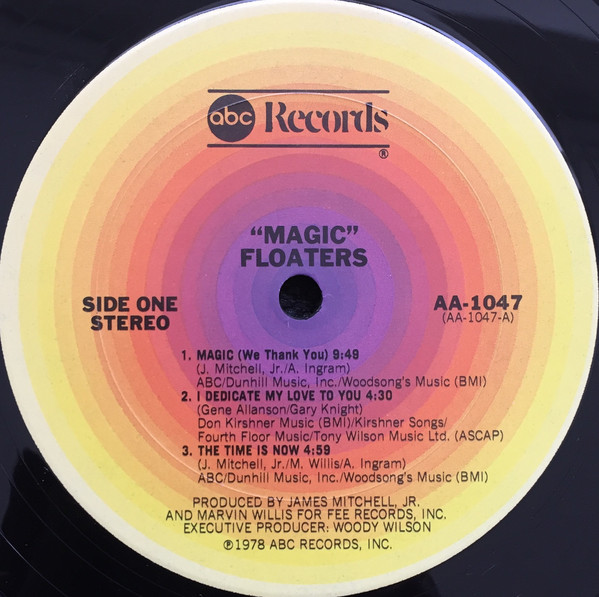 abc Records
®
"MAGIC"
FLOATERS
SIDE ONE
STEREO
AA-1047
(AA-1047-A)
1. MAGIC (We Thank You) 9:49
(J. Mitchell, Jr./A. Ingram)
ABC/Dunhill Music, Inc./Woodsong's Music (BMI)
2. I DEDICATE MY LOVE TO YOU 4:30
(Gene Allanson/Gary Knight)
Don Kirshner Music (BMI)/Kirshner Songs/
Fourth Floor Music/Tony Wilson Music Ltd. (ASCAP)
3. THE TIME IS NOW 4:59
(J. Mitchell, Jr./M. Willis/A. Ingram)
ABC/Dunhill Music, Inc./Woodsong's Music (BMI)
PRODUCED BY JAMES MITCHELL, JR.
AND MARVIN WILLIS FOR FEE RECORDS, INC.
EXECUTIVE PRODUCER: WOODY WILSON
℗1978 ABC RECORDS, INC.